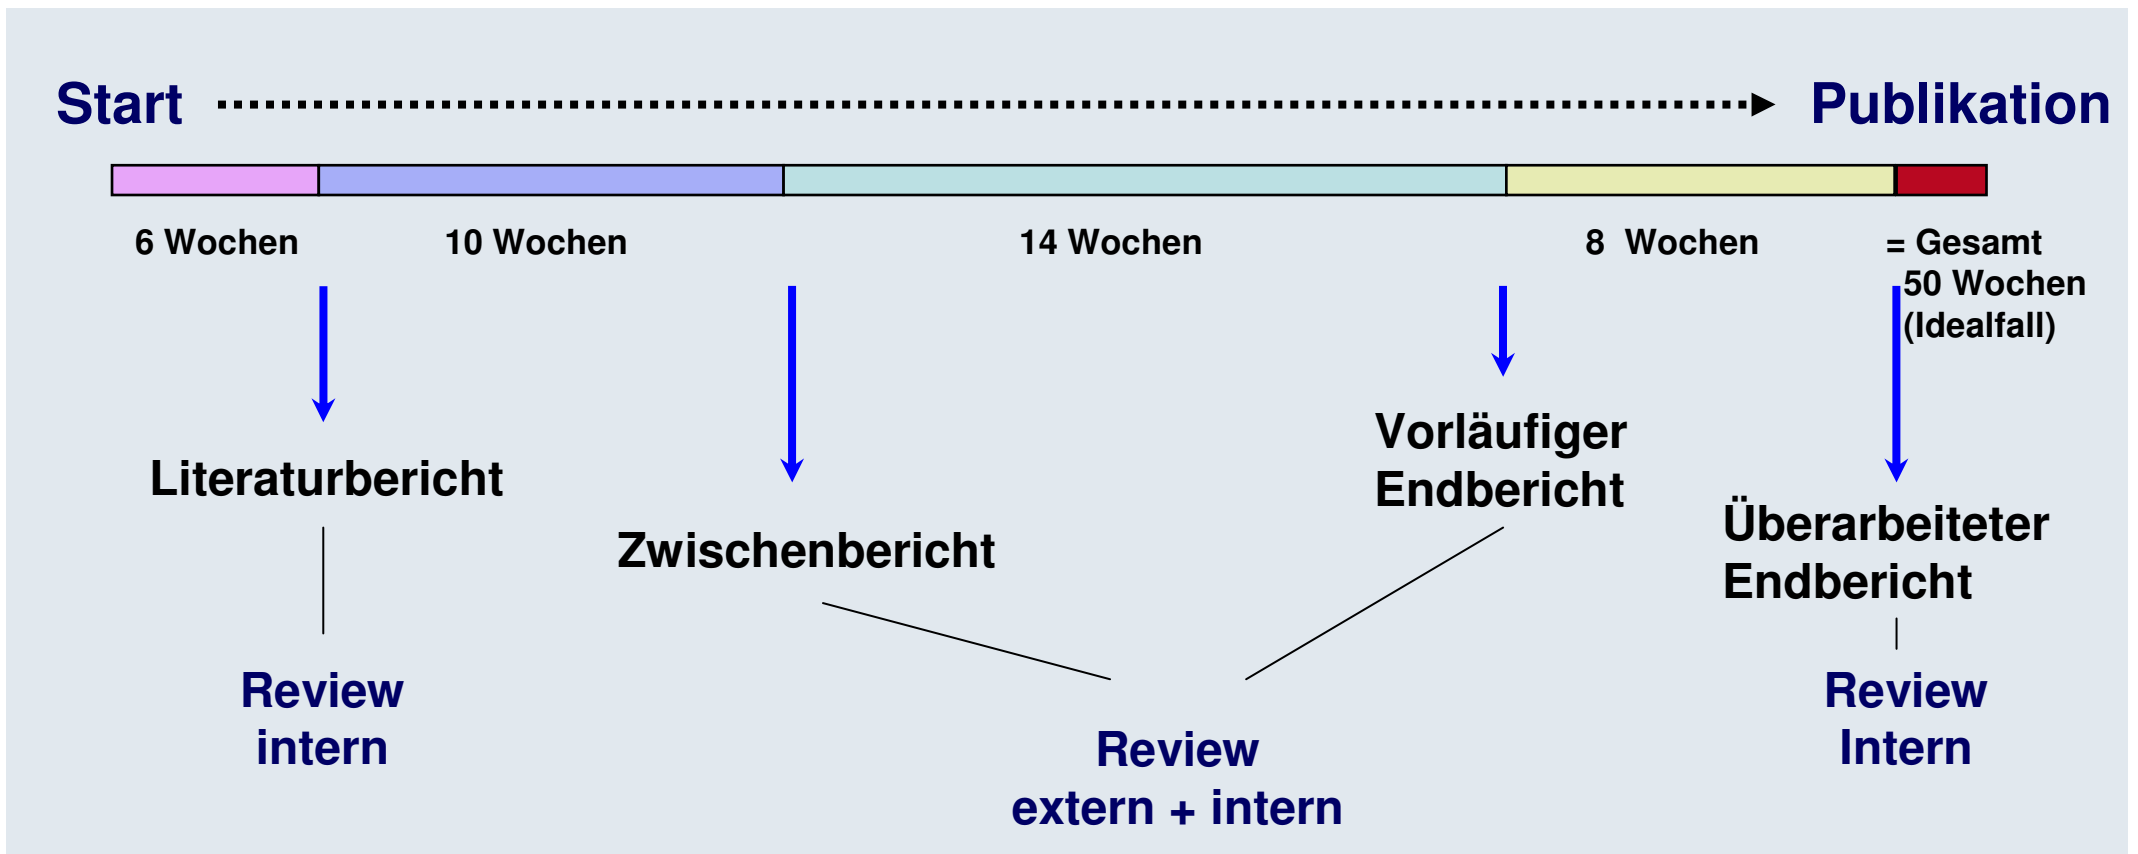 Start
Publikation
6 Wochen
10 Wochen
14 Wochen
8  Wochen
= Gesamt
50 Wochen
(Idealfall)
Literaturbericht
Zwischenbericht
Vorläufiger
Endbericht
Überarbeiteter
Endbericht
Review
intern
Review
extern + intern
Review
Intern